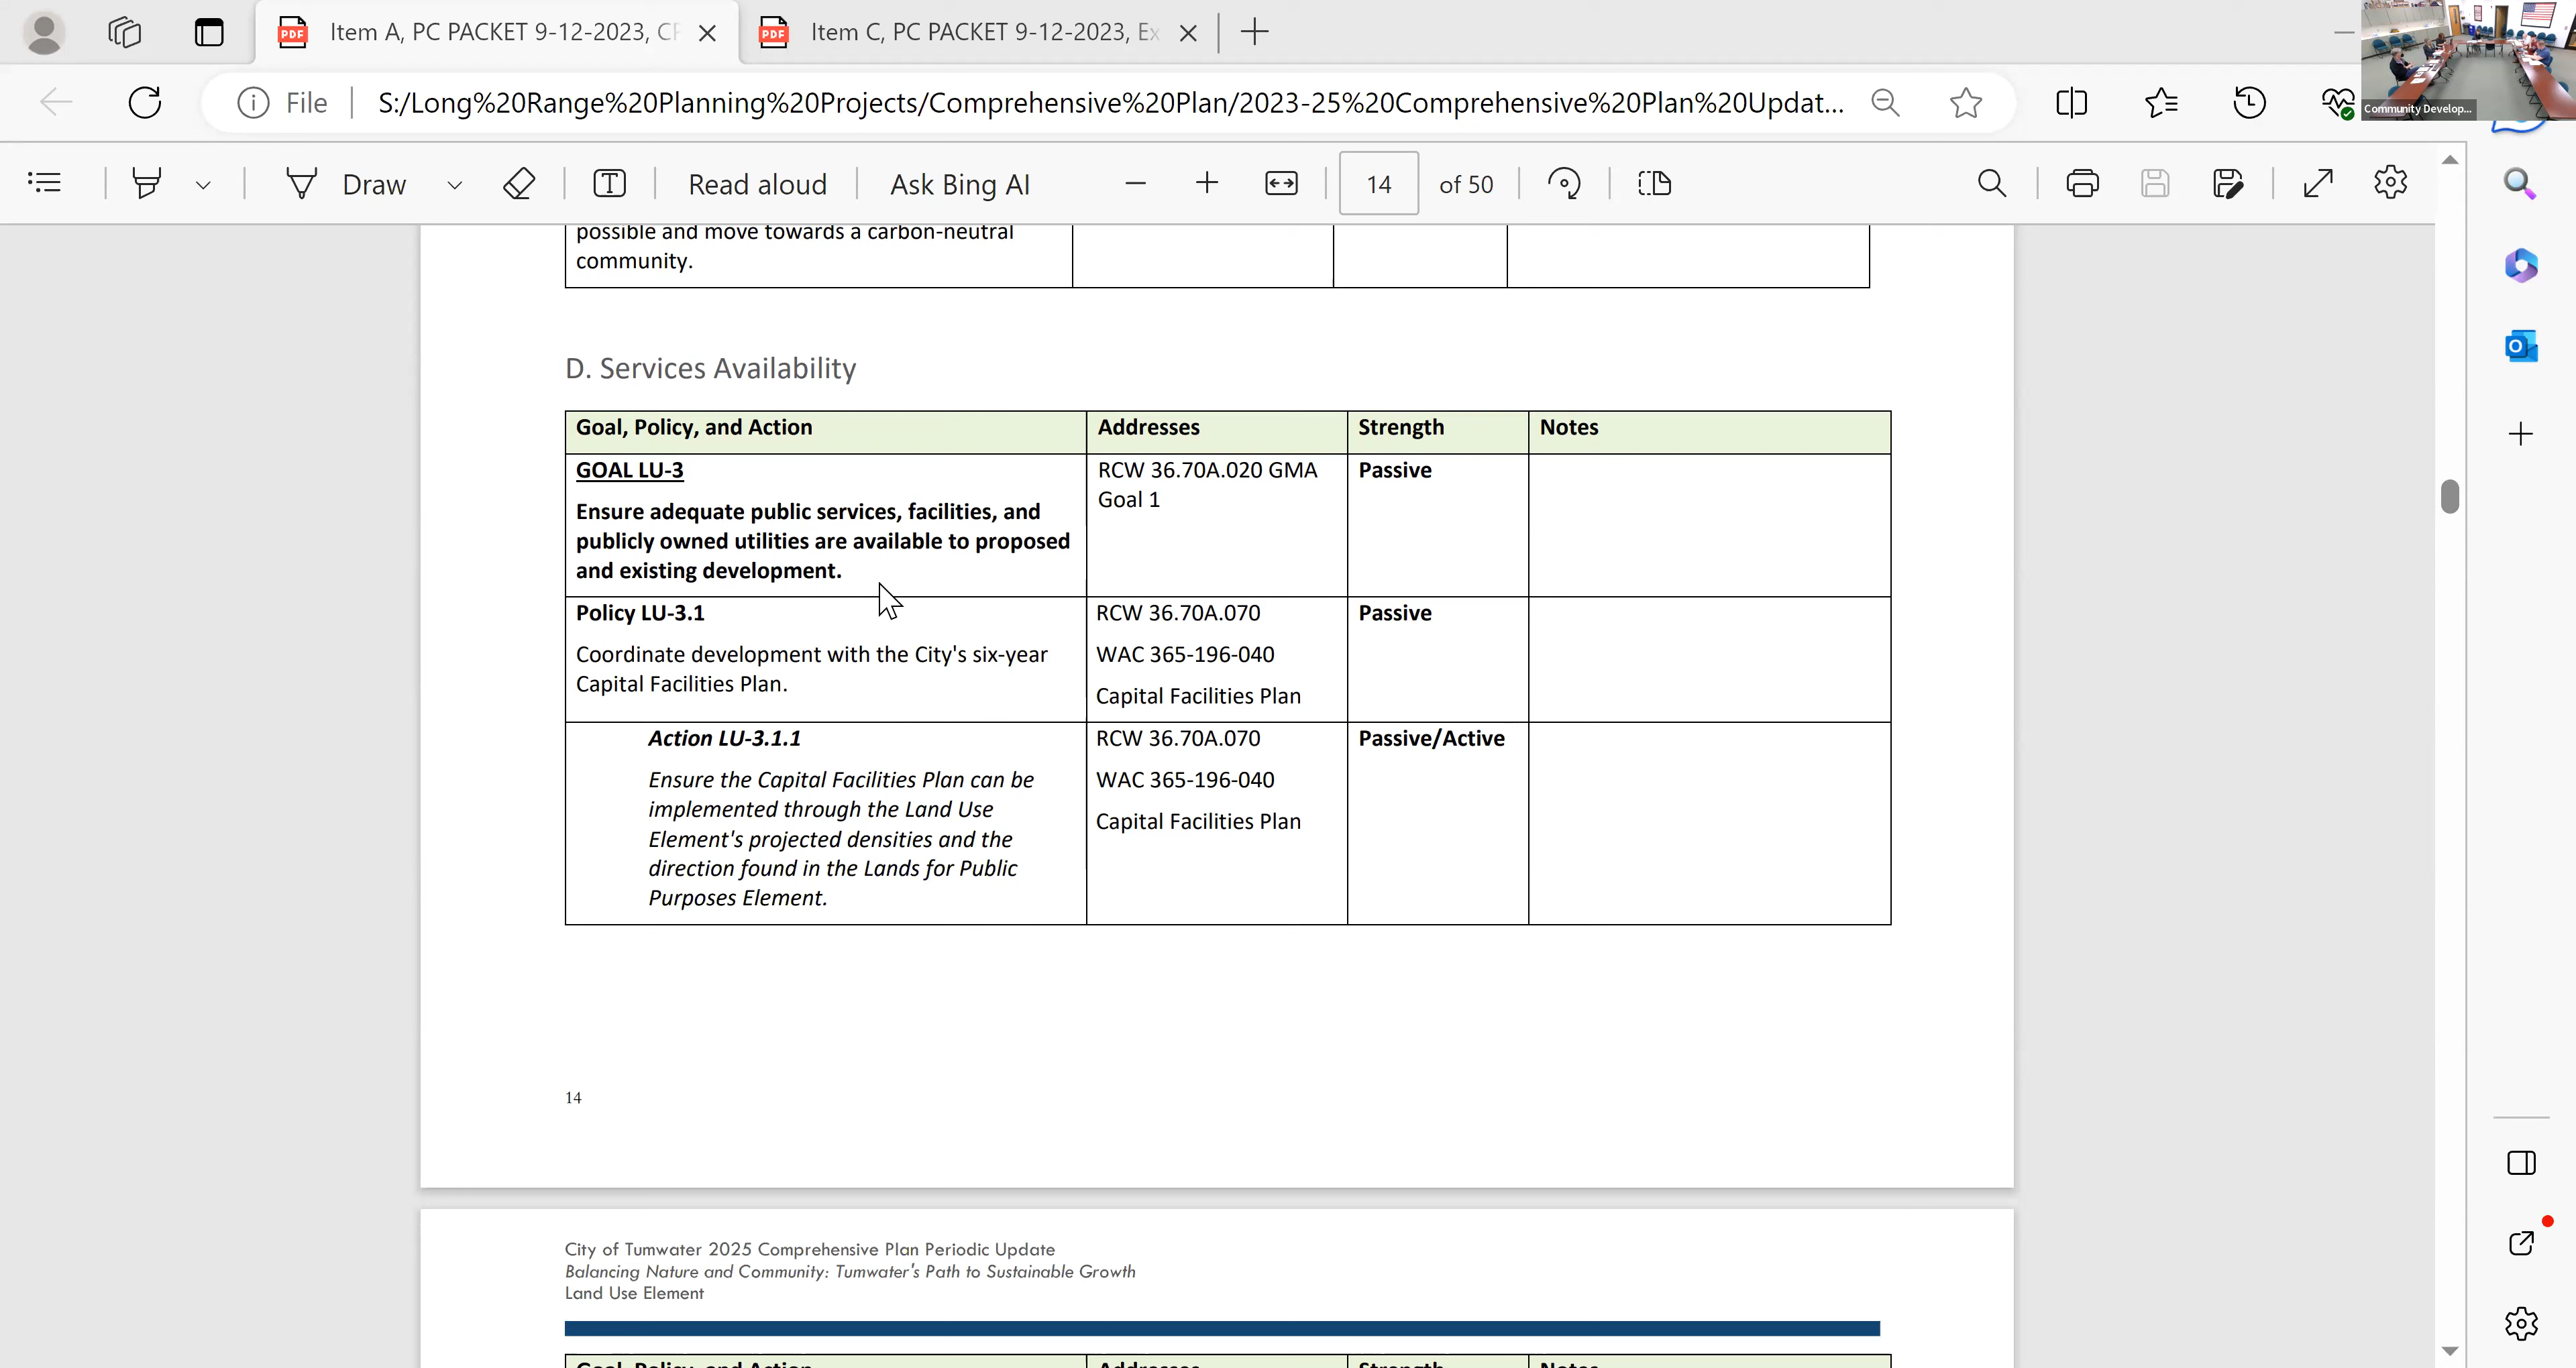 Item A, PC PACKET 9-12-2023, CF
Item C, PC PACKET 9-12-2023, Ex
File
S:/Long%20Range%20Planning%20Projects/Comprehensive%20Plan/2023-25%20Comprehensive%20Plan%20Updat...
Community Develop...
Draw
Read aloud
Ask Bing AI
14
of 50
possible and move towards a carbon-neutral
community.
D. Services Availability
Goal, Policy, and Action
Addresses
Strength
Notes
GOAL LU-3
Ensure adequate public services, facilities, and
publicly owned utilities are available to proposed
and existing development.
RCW 36.70A.020 GMA
Goal 1
Passive
Policy LU-3.1
Coordinate development with the City's six-year
Capital Facilities Plan.
RCW 36.70A.070
WAC 365-196-040
Capital Facilities Plan
Passive
Action LU-3.1.1
Ensure the Capital Facilities Plan can be
implemented through the Land Use
Element's projected densities and the
direction found in the Lands for Public
Purposes Element.
RCW 36.70A.070
WAC 365-196-040
Capital Facilities Plan
Passive/Active
14
City of Tumwater 2025 Comprehensive Plan Periodic Update
Balancing Nature and Community: Tumwater's Path to Sustainable Growth
Land Use Element
Goal, Policy, and Action
Addresses
Strength
Notes